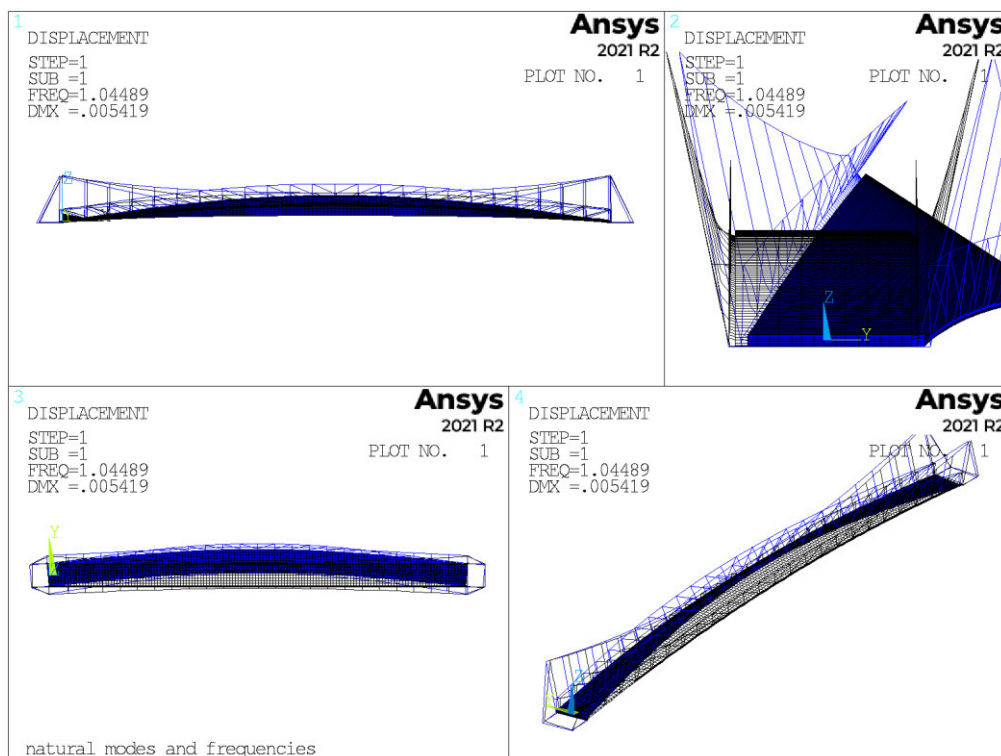 1
DISPLACEMENT
STEP=1
SUB =1
FREQ=1.04489
DMX =.005419
Ansys
2021 R2
PLOT NO. 1
Z
2
DISPLACEMENT
STEP=1
SUB =1
FREQ=1.04489
DMX =.005419
Ansys
2021 R2
PLOT NO. 1
Z
Y
3
DISPLACEMENT
STEP=1
SUB =1
FREQ=1.04489
DMX =.005419
Ansys
2021 R2
PLOT NO. 1
Y
natural modes and frequencies
4
DISPLACEMENT
STEP=1
SUB =1
FREQ=1.04489
DMX =.005419
Ansys
2021 R2
PLOT NO. 1
Z